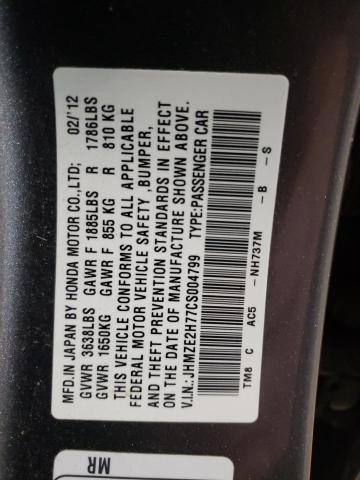 MFD.IN JAPAN BY HONDA MOTOR CO.,LTD; 02/'12
GVWR 3638LBS GAWR F 1885LBS R 1786LBS
GVWR 1650KG GAWR F 855 KG R 810 KG
THIS VEHICLE CONFORMS TO ALL APPLICABLE
FEDERAL MOTOR VEHICLE SAFETY ,BUMPER,
AND THEFT PREVENTION STANDARDS IN EFFECT
ON THE DATE OF MANUFACTURE SHOWN ABOVE.
V.I.N.: JHMZE2H77CS004799 TYPE:PASSENGER CAR
TM8 C AC5 -NH737M -B -S
MR